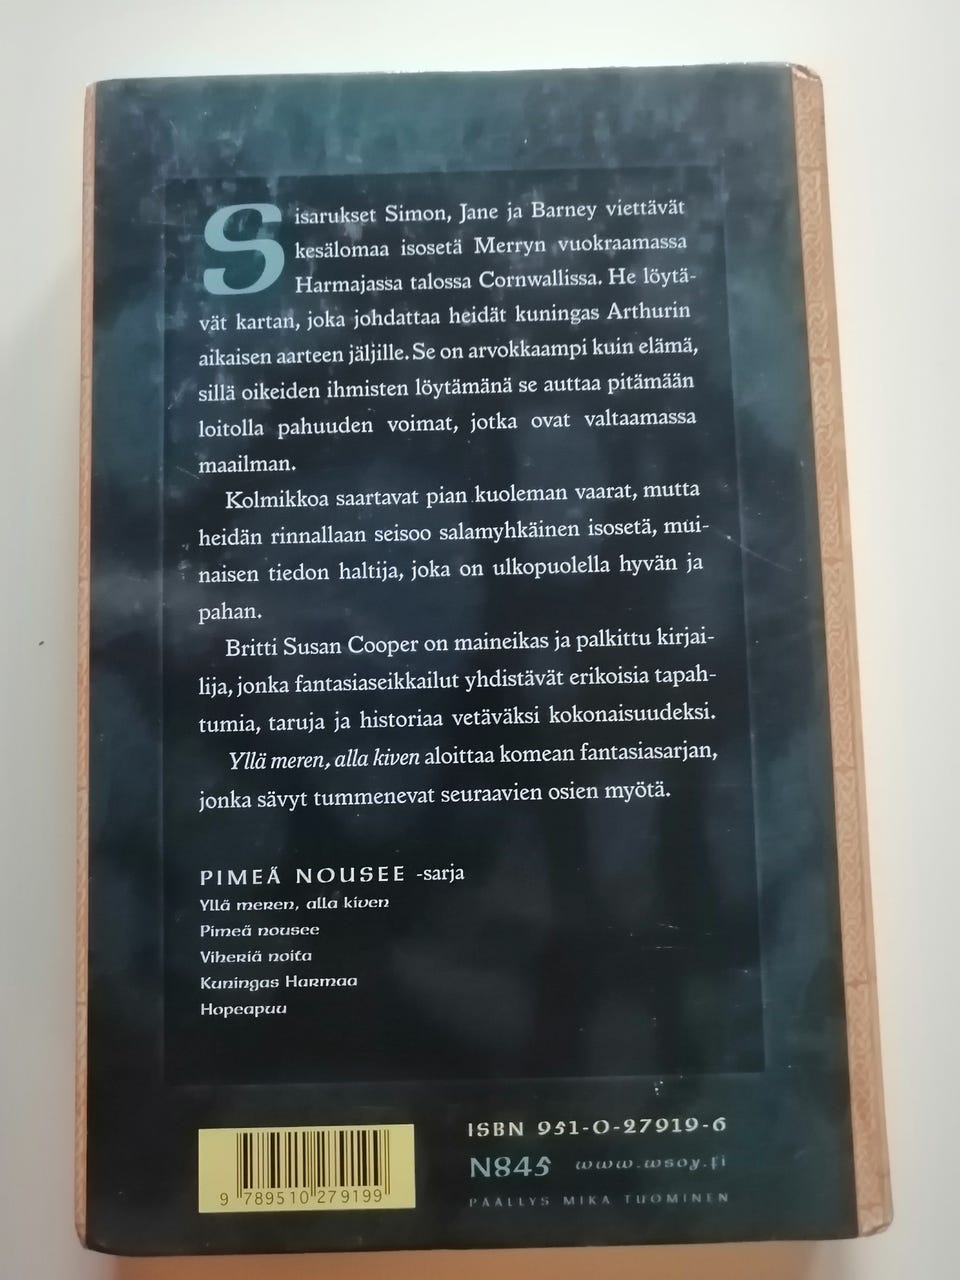 Sisarukset Simon, Jane ja Barney viettävät
kesälomaa isosetä Merryn vuokraamassa
Harmajassa talossa Cornwallissa. He löytä-
vät kartan, joka johdattaa heidät kuningas Arthurin
aikaisen aarteen jäljille. Se on arvokkaampi kuin elämä,
sillä oikeiden ihmisten löytämänä se auttaa pitämään
loitolla pahuuden voimat, jotka ovat valtaamassa
maailman.
Kolmikkoa saartavat pian kuoleman vaarat, mutta
heidän rinnallaan seisoo salamyhkäinen isosetä, mui-
naisen tiedon haltija, joka on ulkopuolella hyvän ja
pahan.
Britti Susan Cooper on maineikas ja palkittu kirjai-
lija, jonka fantasiaseikkailut yhdistävät erikoisia tapah-
tumia, taruja ja historiaa vetäväksi kokonaisuudeksi.
Yllä meren, alla kiven aloittaa komean fantasiasarjan,
jonka sävyt tummenevat seuraavien osien myötä.
PIMEÄ NOUSEE -sarja
Yllä meren, alla kiven
Pimeä nousee
Viheriä noita
Kuningas Harmaa
Hopeapuu
ISBN 951-0-27919-6
N845 www.wsoy.fi
PÄÄLLYS MIKA TUOMINEN
9 789510 279199